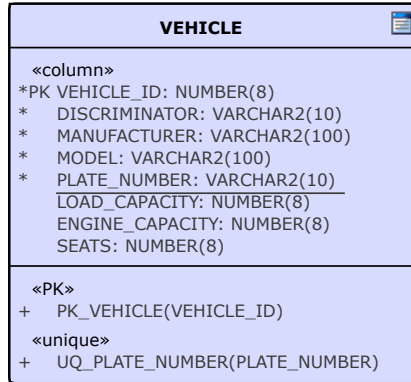 VEHICLE
«column»
*PK VEHICLE_ID: NUMBER(8)
* DISCRIMINATOR: VARCHAR2(10)
* MANUFACTURER: VARCHAR2(100)
* MODEL: VARCHAR2(100)
* PLATE_NUMBER: VARCHAR2(10)
LOAD_CAPACITY: NUMBER(8)
ENGINE_CAPACITY: NUMBER(8)
SEATS: NUMBER(8)
«PK»
+ PK_VEHICLE(VEHICLE_ID)
«unique»
+ UQ_PLATE_NUMBER(PLATE_NUMBER)